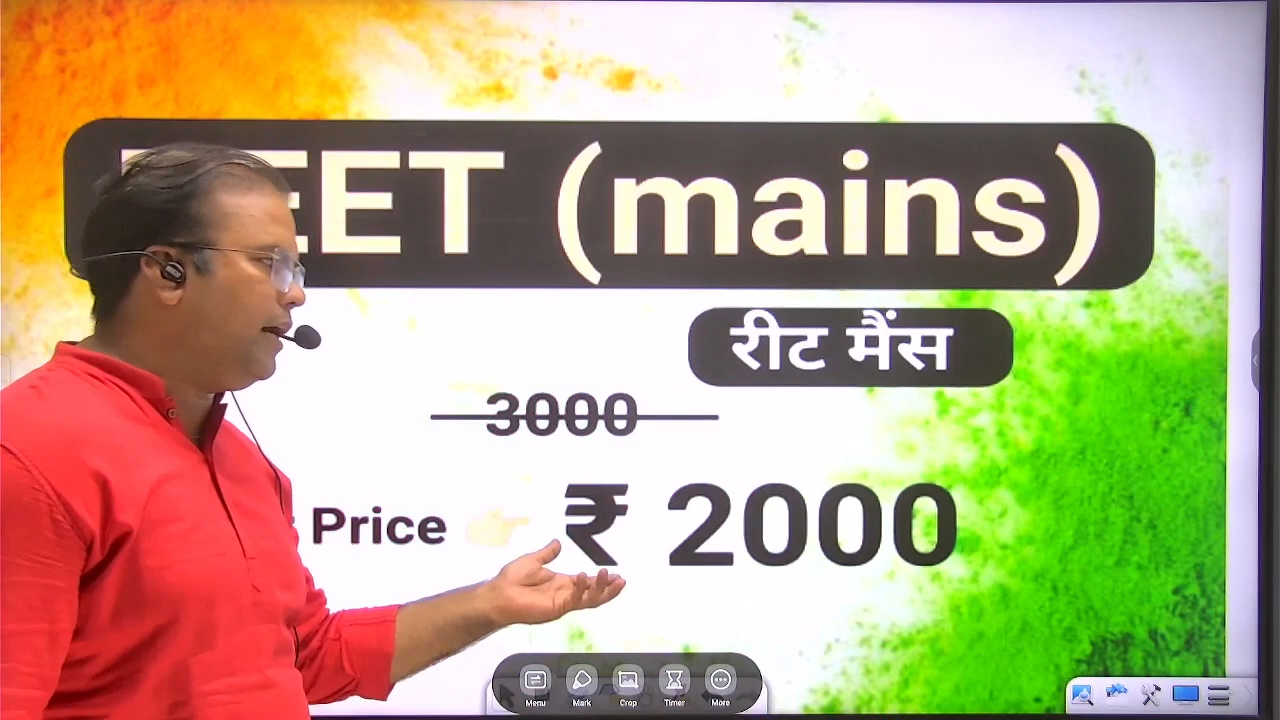 EET (mains)
रीट मैंस
3000
Price 👉 ₹ 2000
Menu Mark Crop Timer More